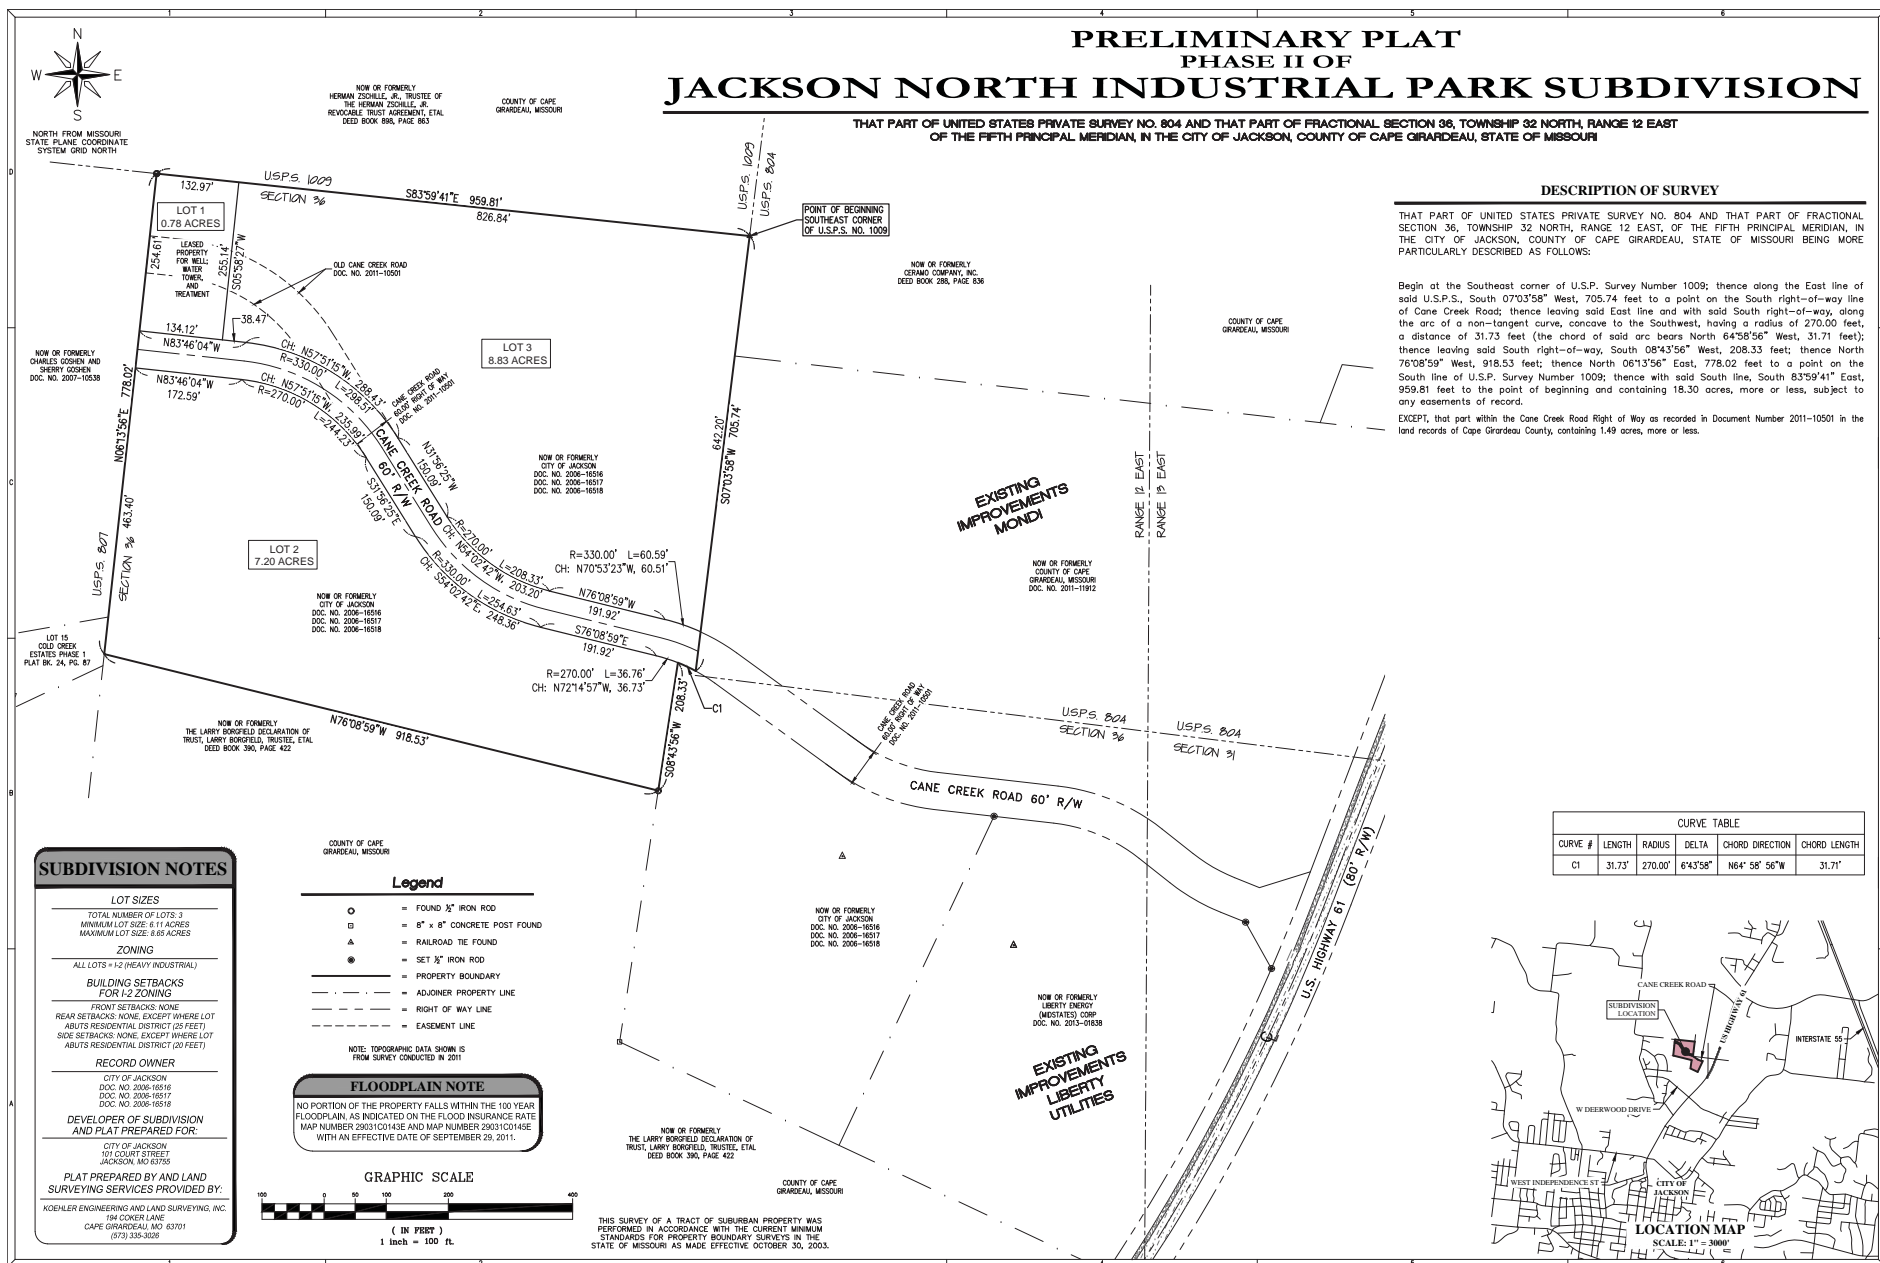 PRELIMINARY PLAT
PHASE II OF
JACKSON NORTH INDUSTRIAL PARK SUBDIVISION
THAT PART OF UNITED STATES PRIVATE SURVEY NO. 804 AND THAT PART OF FRACTIONAL SECTION 36, TOWNSHIP 32 NORTH, RANGE 12 EAST
OF THE FIFTH PRINCIPAL MERIDIAN, IN THE CITY OF JACKSON, COUNTY OF CAPE GIRARDEAU, STATE OF MISSOURI
1
2
3
4
5
6
D
C
B
A
N
W
E
S
NORTH FROM MISSOURI
STATE PLANE COORDINATE
SYSTEM GRID NORTH
NOW OR FORMERLY
HERMAN ZSCHILLE, JR., TRUSTEE OF
THE HERMAN ZSCHILLE, JR.
REVOCABLE TRUST AGREEMENT, ETAL
DEED BOOK 898, PAGE 863
COUNTY OF CAPE
GIRARDEAU, MISSOURI
U.S.P.S. 1009
U.S.P.S. 804
132.97'
U.S.P.S. 1009
SECTION 36
S83°59'41"E 959.81'
826.84'
POINT OF BEGINNING
SOUTHEAST CORNER
OF U.S.P.S. NO. 1009
LOT 1
0.78 ACRES
254.61'
LEASED
PROPERTY
FOR WELL,
WATER
TOWER,
AND
TREATMENT
255.14'
S05°58'27"W
OLD CANE CREEK ROAD
DOC. NO. 2011-10501
38.47'
134.12'
N83°46'04"W
N83°46'04"W
172.59'
NOW OR FORMERLY
CHARLES GOSHEN AND
SHERRY GOSHEN
DOC. NO. 2007-10538
N06°13'56"E 778.02'
463.40'
U.S.P.S. 807
SECTION 36
CH: N57°51'15"W, 288.43'
R=330.00' L=298.51'
CH: N57°51'15"W, 235.99'
R=270.00' L=244.23'
CANE CREEK ROAD
60.00' RIGHT OF WAY
DOC. NO. 2011-10501
LOT 3
8.83 ACRES
CANE CREEK ROAD
60' R/W
N31°56'25"W
150.09'
S31°56'25"E
150.09'
NOW OR FORMERLY
CITY OF JACKSON
DOC. NO. 2006-16516
DOC. NO. 2006-16517
DOC. NO. 2006-16518
642.20'
S07°03'58"W 705.74'
R=270.00' L=208.33'
CH: N54°02'42"W, 203.20'
R=330.00' L=254.63'
CH: S54°02'42"E, 248.36'
R=330.00' L=60.59'
CH: N70°53'23"W, 60.51'
N76°08'59"W
191.92'
S76°08'59"E
191.92'
R=270.00' L=36.76'
CH: N72°14'57"W, 36.73'
LOT 2
7.20 ACRES
NOW OR FORMERLY
CITY OF JACKSON
DOC. NO. 2006-16516
DOC. NO. 2006-16517
DOC. NO. 2006-16518
LOT 15
COLD CREEK
ESTATES PHASE 1
PLAT BK. 24, PG. 87
N76°08'59"W 918.53'
NOW OR FORMERLY
THE LARRY BORGFIELD DECLARATION OF
TRUST, LARRY BORGFIELD, TRUSTEE, ETAL
DEED BOOK 390, PAGE 422
S08°43'56"W 208.33'
C1
NOW OR FORMERLY
CERAMO COMPANY, INC.
DEED BOOK 288, PAGE 836
COUNTY OF CAPE
GIRARDEAU, MISSOURI
RANGE 12 EAST
RANGE 13 EAST
EXISTING
IMPROVEMENTS
MONDI
NOW OR FORMERLY
COUNTY OF CAPE
GIRARDEAU, MISSOURI
DOC. NO. 2011-11912
CANE CREEK ROAD
60.00' RIGHT OF WAY
DOC. NO. 2011-10501
U.S.P.S. 804
SECTION 36
U.S.P.S. 804
SECTION 31
CANE CREEK ROAD 60' R/W
U.S. HIGHWAY 61 (80' R/W)
COUNTY OF CAPE
GIRARDEAU, MISSOURI
NOW OR FORMERLY
CITY OF JACKSON
DOC. NO. 2006-16516
DOC. NO. 2006-16517
DOC. NO. 2006-16518
NOW OR FORMERLY
LIBERTY ENERGY
(MIDSTATES) CORP
DOC. NO. 2013-01838
EXISTING
IMPROVEMENTS
LIBERTY
UTILITIES
NOW OR FORMERLY
THE LARRY BORGFIELD DECLARATION OF
TRUST, LARRY BORGFIELD, TRUSTEE, ETAL
DEED BOOK 390, PAGE 422
COUNTY OF CAPE
GIRARDEAU, MISSOURI
DESCRIPTION OF SURVEY
THAT PART OF UNITED STATES PRIVATE SURVEY NO. 804 AND THAT PART OF FRACTIONAL
SECTION 36, TOWNSHIP 32 NORTH, RANGE 12 EAST, OF THE FIFTH PRINCIPAL MERIDIAN, IN
THE CITY OF JACKSON, COUNTY OF CAPE GIRARDEAU, STATE OF MISSOURI BEING MORE
PARTICULARLY DESCRIBED AS FOLLOWS:
Begin at the Southeast corner of U.S.P. Survey Number 1009; thence along the East line of
said U.S.P.S., South 07°03'58" West, 705.74 feet to a point on the South right-of-way line
of Cane Creek Road; thence leaving said East line and with said South right-of-way, along
the arc of a non-tangent curve, concave to the Southwest, having a radius of 270.00 feet,
a distance of 31.73 feet (the chord of said arc bears North 64°58'56" West, 31.71 feet);
thence leaving said South right-of-way, South 08°43'56" West, 208.33 feet; thence North
76°08'59" West, 918.53 feet; thence North 06°13'56" East, 778.02 feet to a point on the
South line of U.S.P. Survey Number 1009; thence with said South line, South 83°59'41" East,
959.81 feet to the point of beginning and containing 18.30 acres, more or less, subject to
any easements of record.
EXCEPT, that part within the Cane Creek Road Right of Way as recorded in Document Number 2011-10501 in the
land records of Cape Girardeau County, containing 1.49 acres, more or less.
CURVE TABLE
CURVE # LENGTH RADIUS DELTA CHORD DIRECTION CHORD LENGTH
C1 31.73' 270.00' 6°43'58" N64° 58' 56"W 31.71'
SUBDIVISION NOTES
LOT SIZES
TOTAL NUMBER OF LOTS: 3
MINIMUM LOT SIZE: 6.11 ACRES
MAXIMUM LOT SIZE: 8.65 ACRES
ZONING
ALL LOTS = I-2 (HEAVY INDUSTRIAL)
BUILDING SETBACKS
FOR I-2 ZONING
FRONT SETBACKS: NONE
REAR SETBACKS: NONE, EXCEPT WHERE LOT
ABUTS RESIDENTIAL DISTRICT (25 FEET)
SIDE SETBACKS: NONE, EXCEPT WHERE LOT
ABUTS RESIDENTIAL DISTRICT (20 FEET)
RECORD OWNER
CITY OF JACKSON
DOC. NO. 2006-16516
DOC. NO. 2006-16517
DOC. NO. 2006-16518
DEVELOPER OF SUBDIVISION
AND PLAT PREPARED FOR:
CITY OF JACKSON
101 COURT STREET
JACKSON, MO 63755
PLAT PREPARED BY AND LAND
SURVEYING SERVICES PROVIDED BY:
KOEHLER ENGINEERING AND LAND SURVEYING, INC.
194 COKER LANE
CAPE GIRARDEAU, MO 63701
(573) 335-3026
Legend
= FOUND ½" IRON ROD
= 8" x 8" CONCRETE POST FOUND
= RAILROAD TIE FOUND
= SET ½" IRON ROD
= PROPERTY BOUNDARY
= ADJOINER PROPERTY LINE
= RIGHT OF WAY LINE
= EASEMENT LINE
NOTE: TOPOGRAPHIC DATA SHOWN IS
FROM SURVEY CONDUCTED IN 2011
FLOODPLAIN NOTE
NO PORTION OF THE PROPERTY FALLS WITHIN THE 100 YEAR
FLOODPLAIN, AS INDICATED ON THE FLOOD INSURANCE RATE
MAP NUMBER 29031C0143E AND MAP NUMBER 29031C0145E
WITH AN EFFECTIVE DATE OF SEPTEMBER 29, 2011.
GRAPHIC SCALE
100 0 50 100 200 400
( IN FEET )
1 inch = 100 ft.
THIS SURVEY OF A TRACT OF SUBURBAN PROPERTY WAS
PERFORMED IN ACCORDANCE WITH THE CURRENT MINIMUM
STANDARDS FOR PROPERTY BOUNDARY SURVEYS IN THE
STATE OF MISSOURI AS MADE EFFECTIVE OCTOBER 30, 2003.
CANE CREEK ROAD
SUBDIVISION
LOCATION
US HIGHWAY 61
INTERSTATE 55
W DEERWOOD DRIVE
WEST INDEPENDENCE ST
CITY OF
JACKSON
LOCATION MAP
SCALE: 1" = 3000'